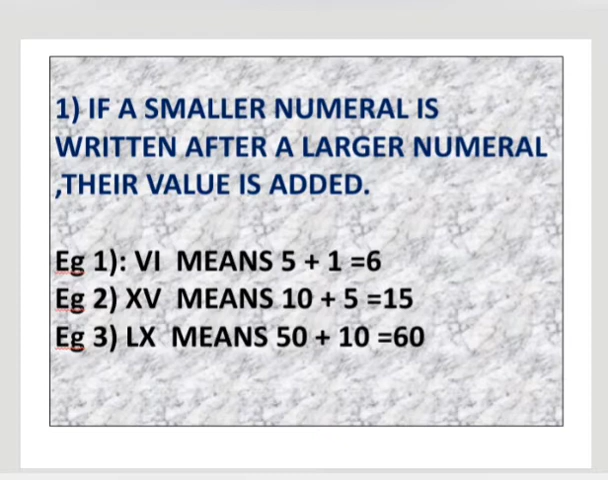 1) IF A SMALLER NUMERAL IS
WRITTEN AFTER A LARGER NUMERAL
,THEIR VALUE IS ADDED.
Eg 1): VI MEANS 5 + 1 =6
Eg 2) XV MEANS 10 + 5 =15
Eg 3) LX MEANS 50 + 10 =60